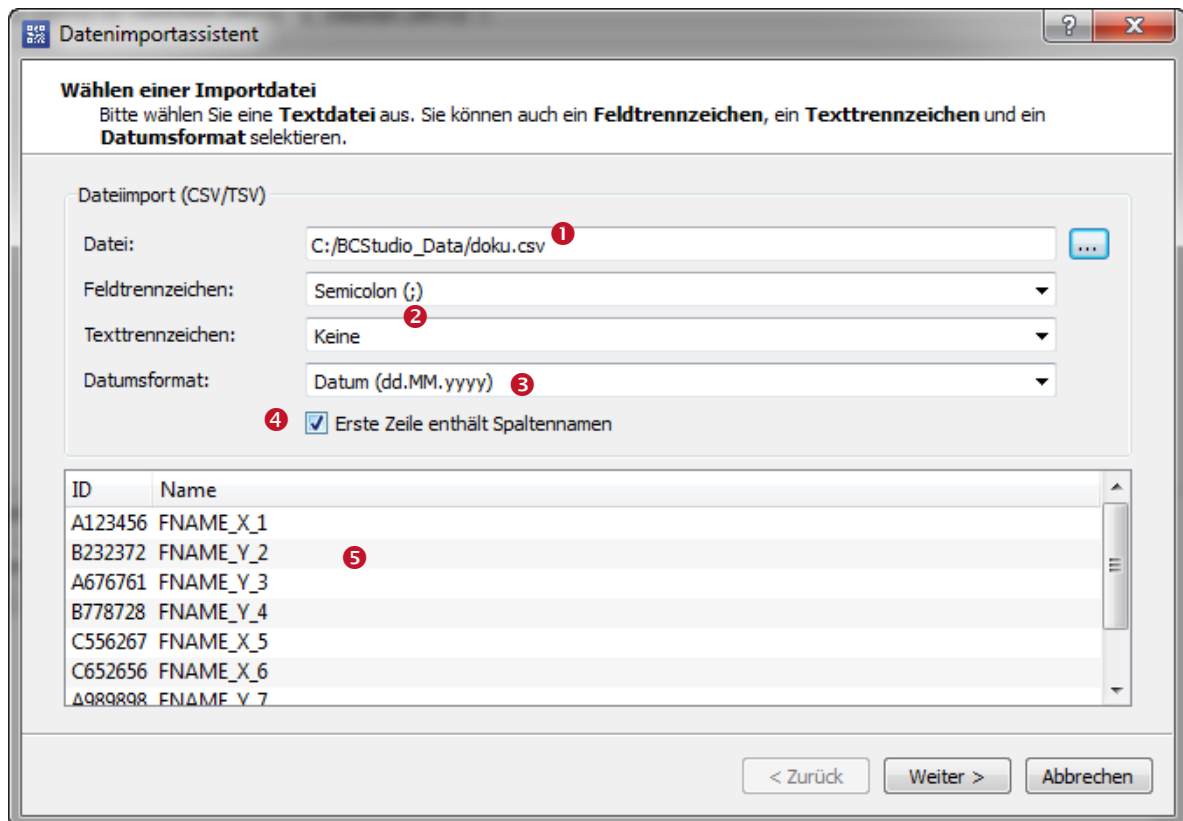 Datenimportassistent
Wählen einer Importdatei
Bitte wählen Sie eine Textdatei aus. Sie können auch ein Feldtrennzeichen, ein Texttrennzeichen und ein
Datumsformat selektieren.
Dateiimport (CSV/TSV)
Datei: C:/BCStudio_Data/doku.csv 1 ...
Feldtrennzeichen: Semicolon (;)
2
Texttrennzeichen: Keine
Datumsformat: Datum (dd.MM.yyyy) 3
4 Erste Zeile enthält Spaltennamen
ID Name
A123456 FNAME_X_1
B232372 FNAME_Y_2 5
A676761 FNAME_Y_3
B778728 FNAME_Y_4
C556267 FNAME_X_5
C652656 FNAME_X_6
A989898 FNAME_Y_7
< Zurück Weiter > Abbrechen